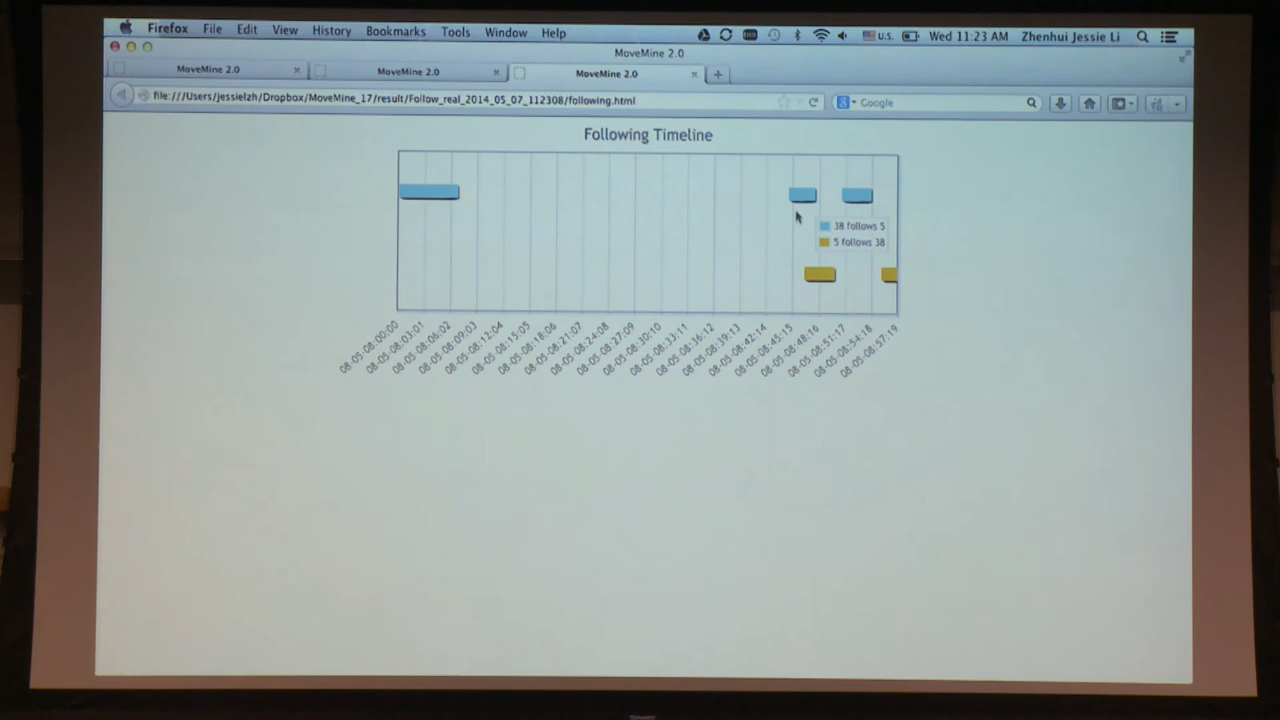 Firefox File Edit View History Bookmarks Tools Window Help U.S. Wed 11:23 AM Zhenhui Jessie Li
MoveMine 2.0
MoveMine 2.0 MoveMine 2.0 MoveMine 2.0
file:///Users/jessielzh/Dropbox/MoveMine_17/result/Follow_real_2014_05_07_112308/following.html Google
Following Timeline
38 follows 5
5 follows 38
08-05-08:00:00
08-05-08:03:01
08-05-08:06:02
08-05-08:09:03
08-05-08:12:04
08-05-08:15:05
08-05-08:18:06
08-05-08:21:07
08-05-08:24:08
08-05-08:27:09
08-05-08:30:10
08-05-08:33:11
08-05-08:36:12
08-05-08:39:13
08-05-08:42:14
08-05-08:45:15
08-05-08:48:16
08-05-08:51:17
08-05-08:54:18
08-05-08:57:19